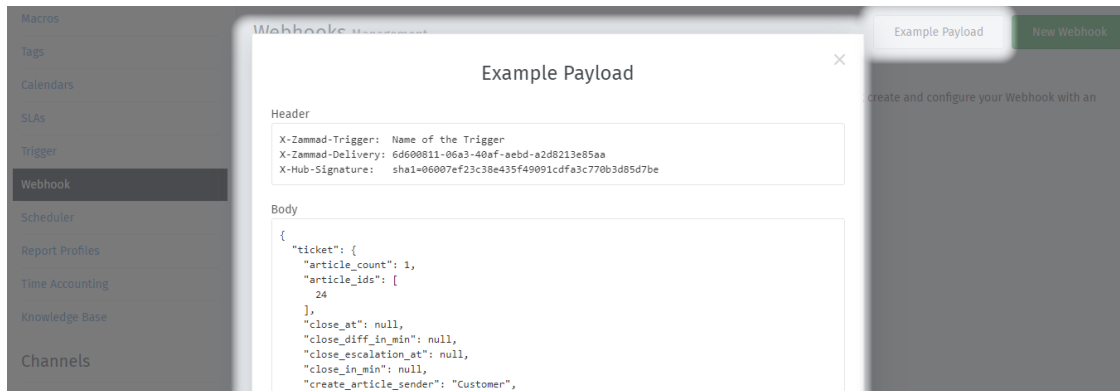 Macros
Tags
Calendars
SLAs
Trigger
Webhook
Scheduler
Report Profiles
Time Accounting
Knowledge Base
Channels
Webhooks Management
Example Payload
New Webhook
create and configure your Webhook with an
Example Payload
×
Header
X-Zammad-Trigger: Name of the Trigger
X-Zammad-Delivery: 6d600811-06a3-40af-aebd-a2d8213e85aa
X-Hub-Signature: sha1=06007ef23c38e435f49091cdfa3c770b3d85d7be
Body
{
"ticket": {
"article_count": 1,
"article_ids": [
24
],
"close_at": null,
"close_diff_in_min": null,
"close_escalation_at": null,
"close_in_min": null,
"create_article_sender": "Customer",